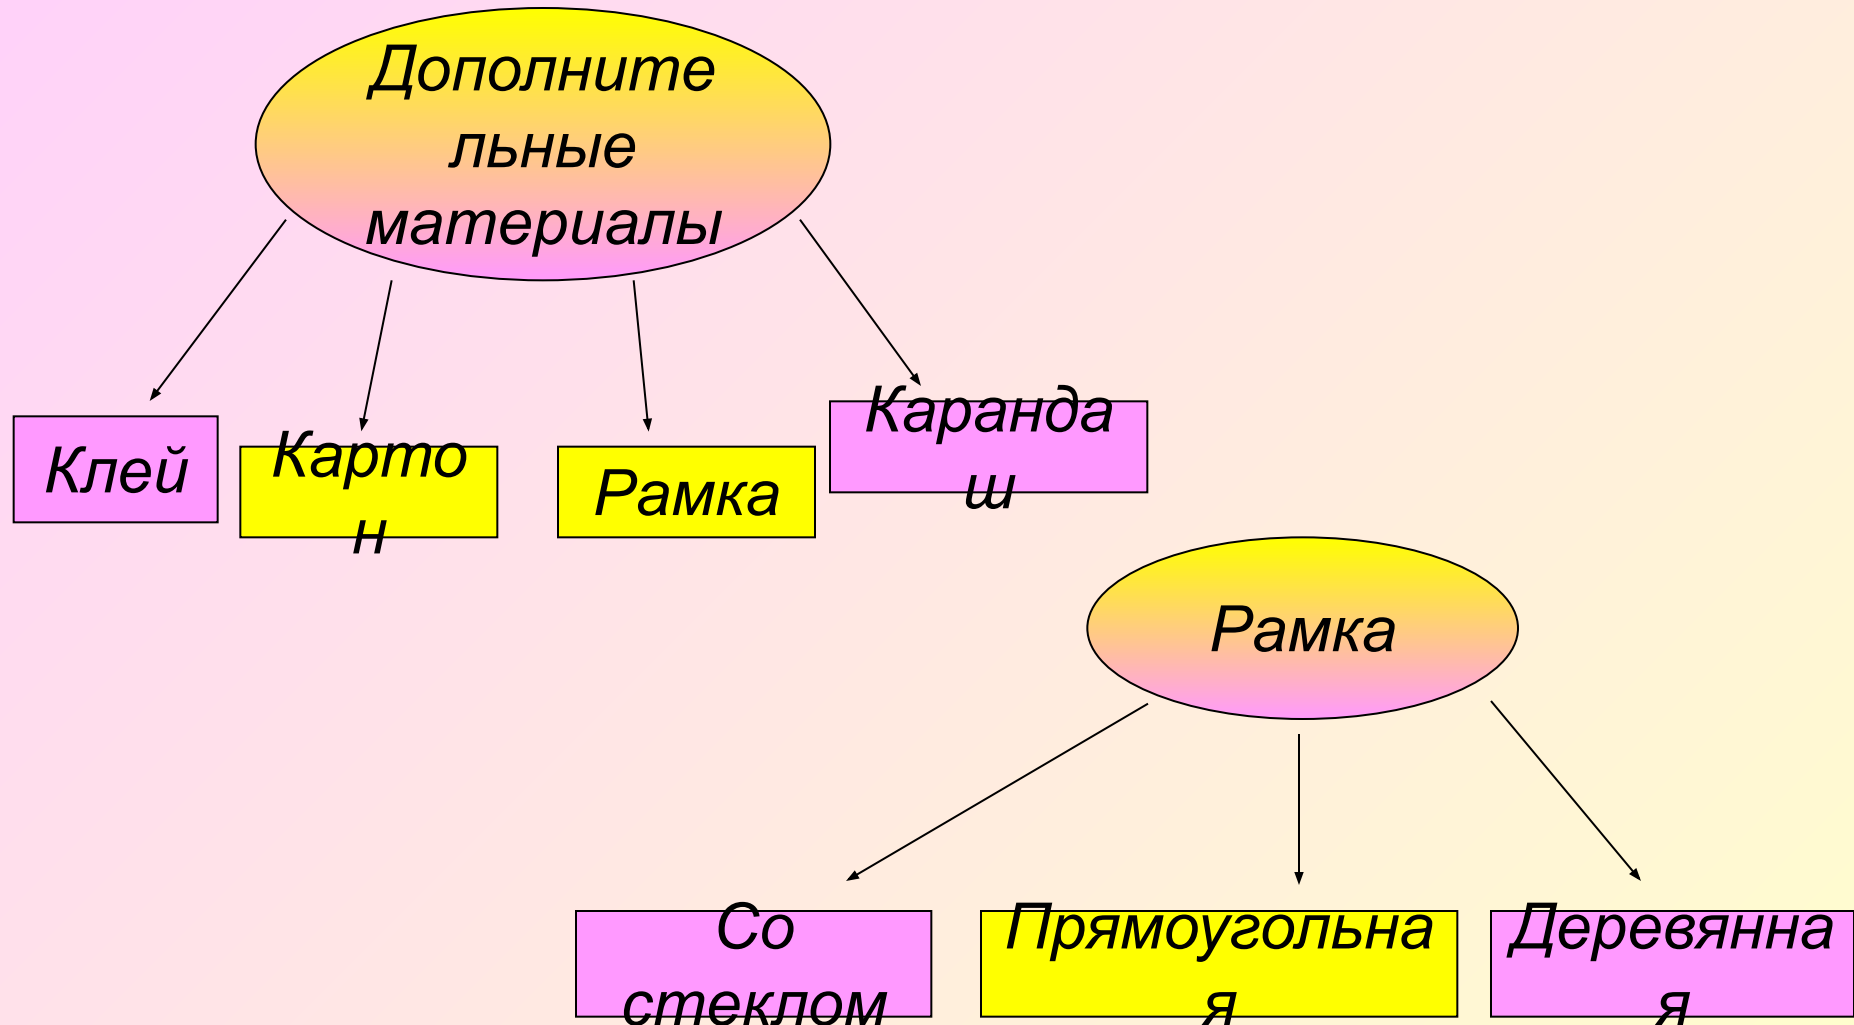 Дополните
льные
материалы
Клей
Карто
н
Рамка
Каранда
ш
Рамка
Со
стеклом
Прямоугольна
я
Деревянна
я